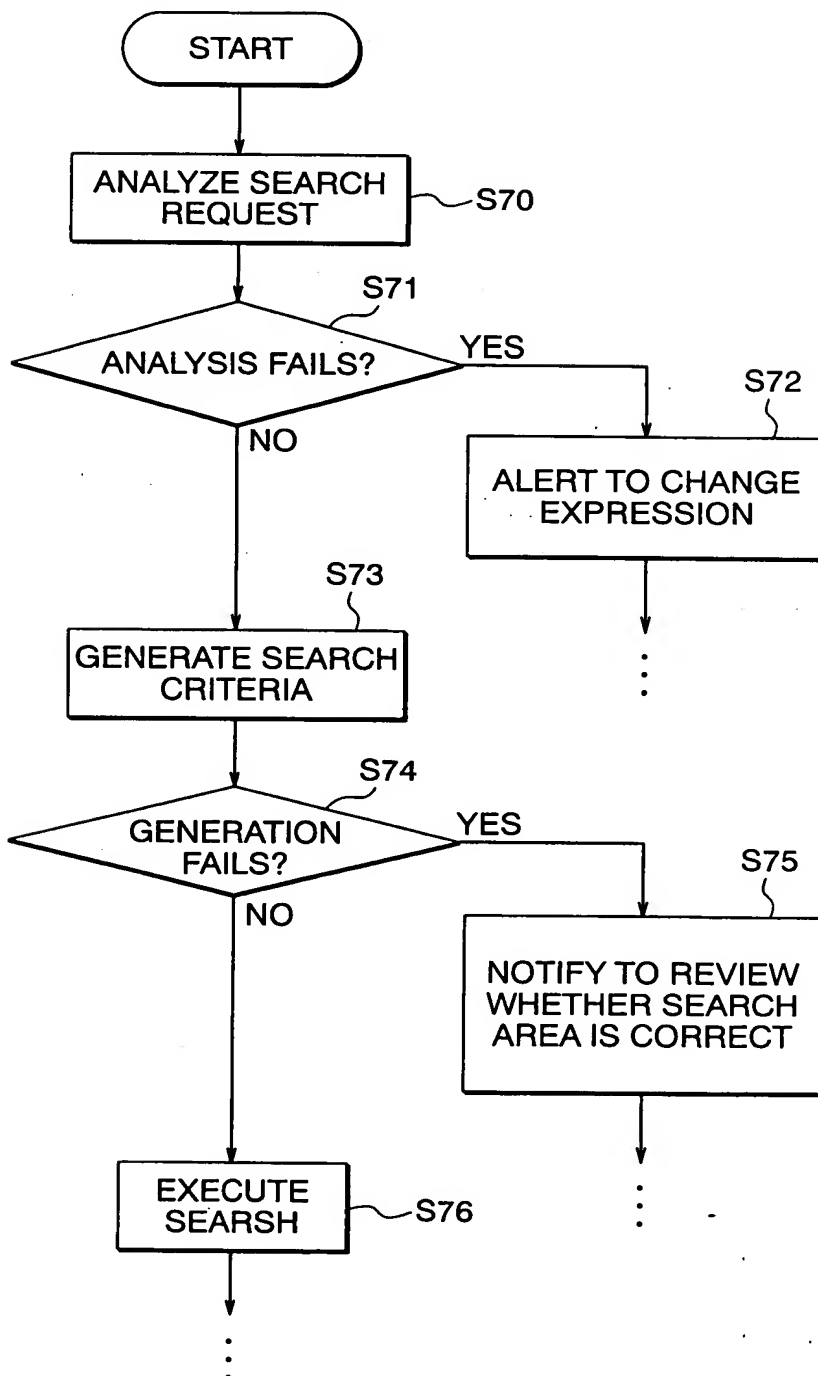 START
ANALYZE SEARCH
REQUEST
S70
S71
ANALYSIS FAILS?
YES
NO
S72
ALERT TO CHANGE
EXPRESSION
S73
GENERATE SEARCH
CRITERIA
S74
GENERATION
FAILS?
YES
NO
S75
NOTIFY TO REVIEW
WHETHER SEARCH
AREA IS CORRECT
EXECUTE
SEARSH
S76